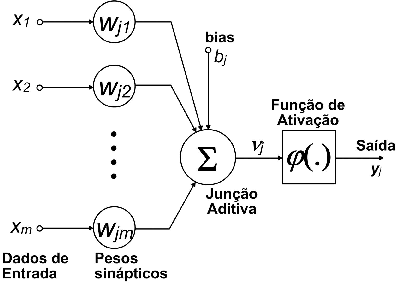 x1
wj1
bias
bj
x2
wj2
Função de
Ativação
Σ
νj
φ(.)
Saída
yj
Junção
Aditiva
xm
wjm
Dados de
Entrada
Pesos
sinápticos